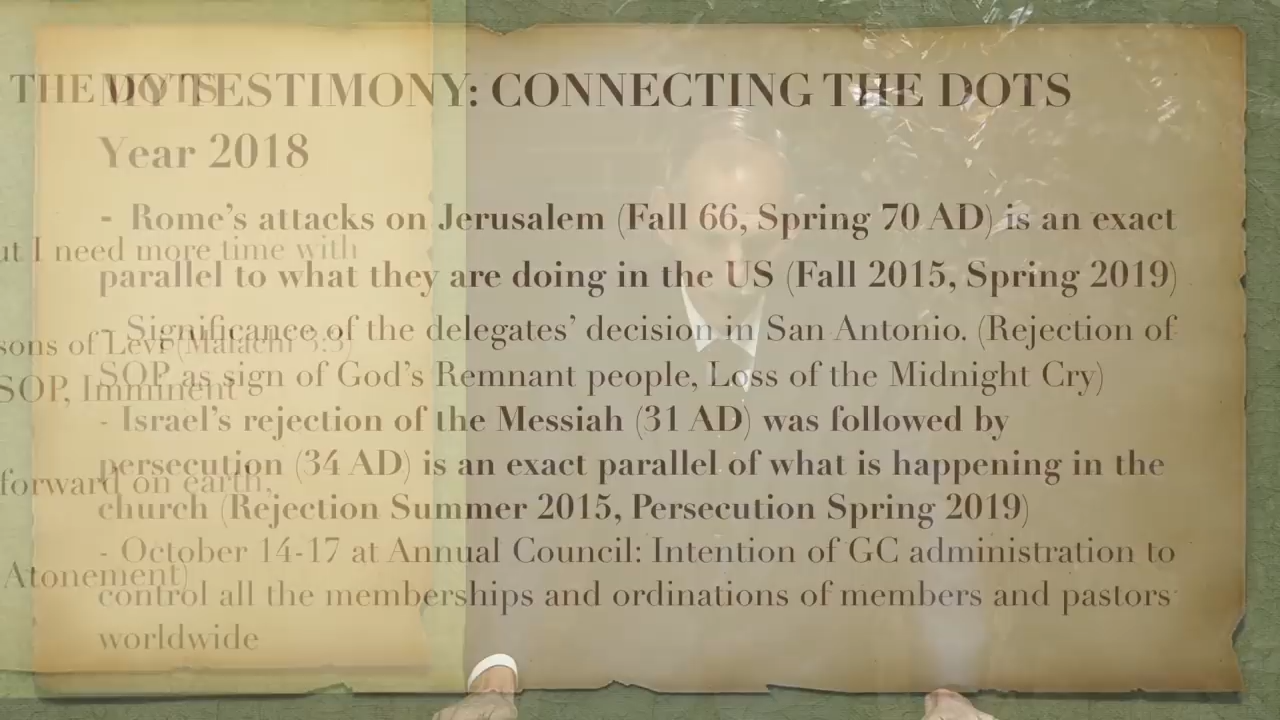 THE DOTS
MY TESTIMONY: CONNECTING THE DOTS
Year 2018
- Rome's attacks on Jerusalem (Fall 66, Spring 70 AD) is an exact
ut I need more time with
parallel to what they are doing in the US (Fall 2015, Spring 2019)
- Significance of the delegates' decision in San Antonio. (Rejection of
sons of Levi (Malachi 3:3)
SOP as sign of God's Remnant people, Loss of the Midnight Cry)
SOP, Imminent
- Israel's rejection of the Messiah (31 AD) was followed by
persecution (34 AD) is an exact parallel of what is happening in the
forward on earth,
church (Rejection Summer 2015, Persecution Spring 2019)
- October 14-17 at Annual Council: Intention of GC administration to
Atonement)
control all the memberships and ordinations of members and pastors
worldwide